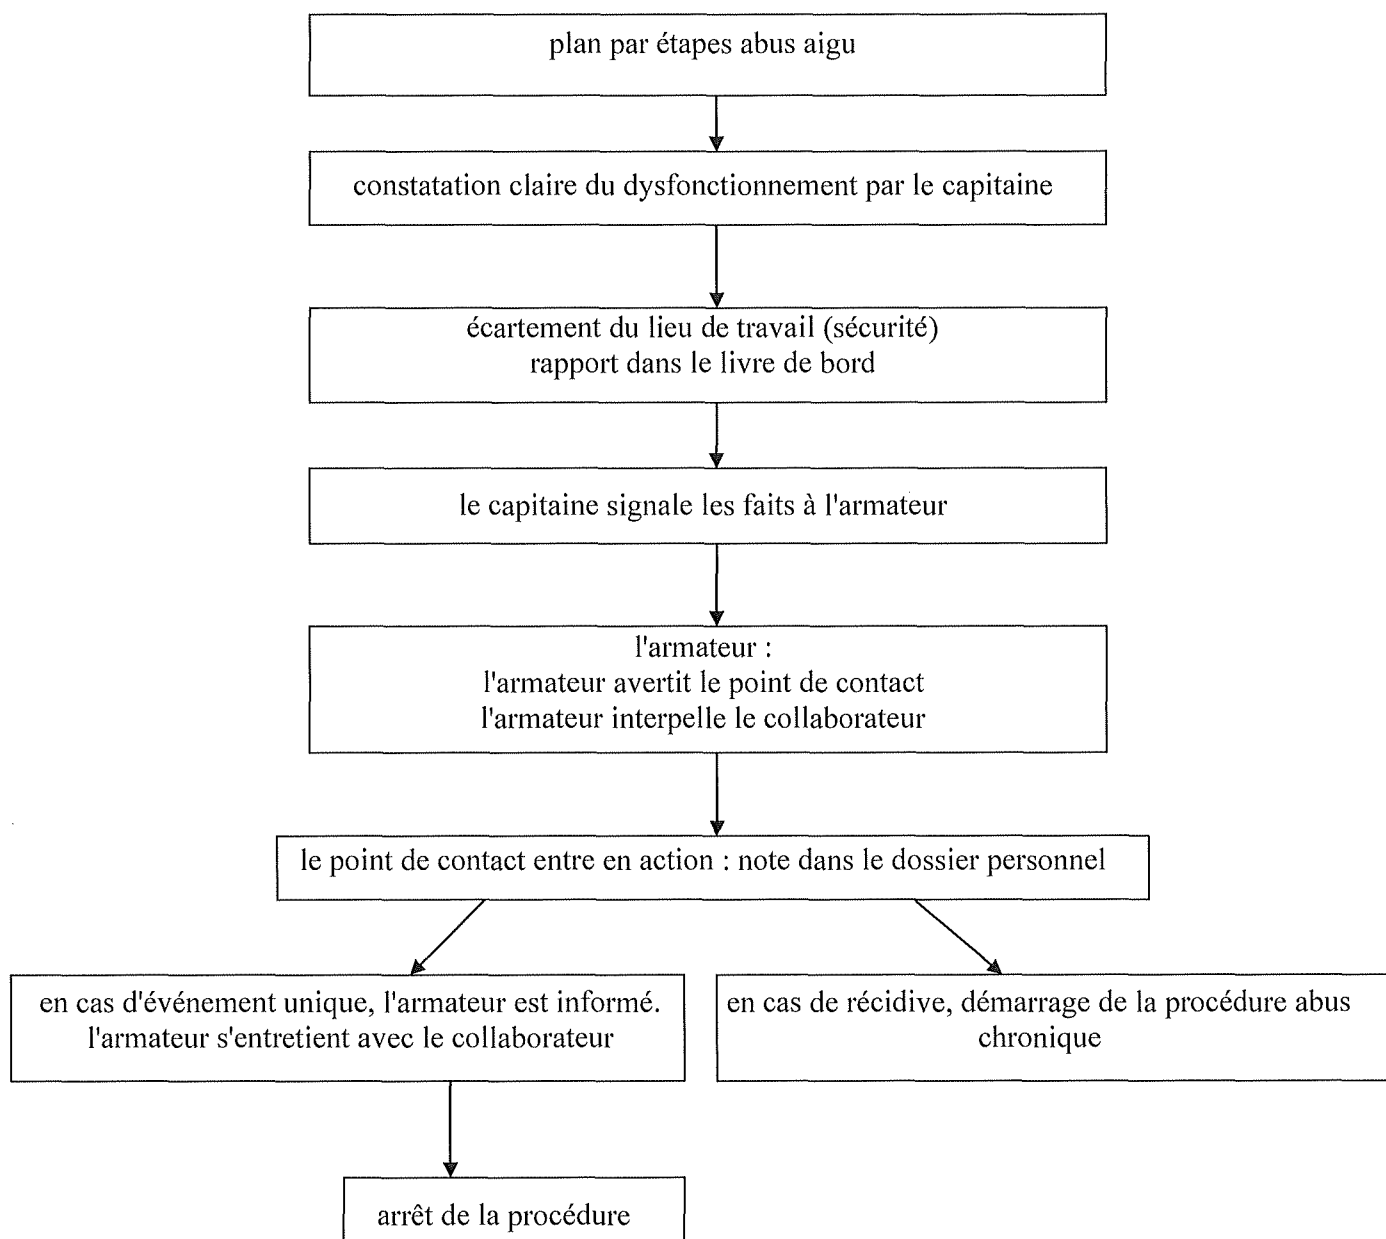 plan par étapes abus aigu
constatation claire du dysfonctionnement par le capitaine
écartement du lieu de travail (sécurité)
rapport dans le livre de bord
le capitaine signale les faits à l'armateur
l'armateur :
l'armateur avertit le point de contact
l'armateur interpelle le collaborateur
le point de contact entre en action : note dans le dossier personnel
en cas d'événement unique, l'armateur est informé.
l'armateur s'entretient avec le collaborateur
en cas de récidive, démarrage de la procédure abus
chronique
arrêt de la procédure